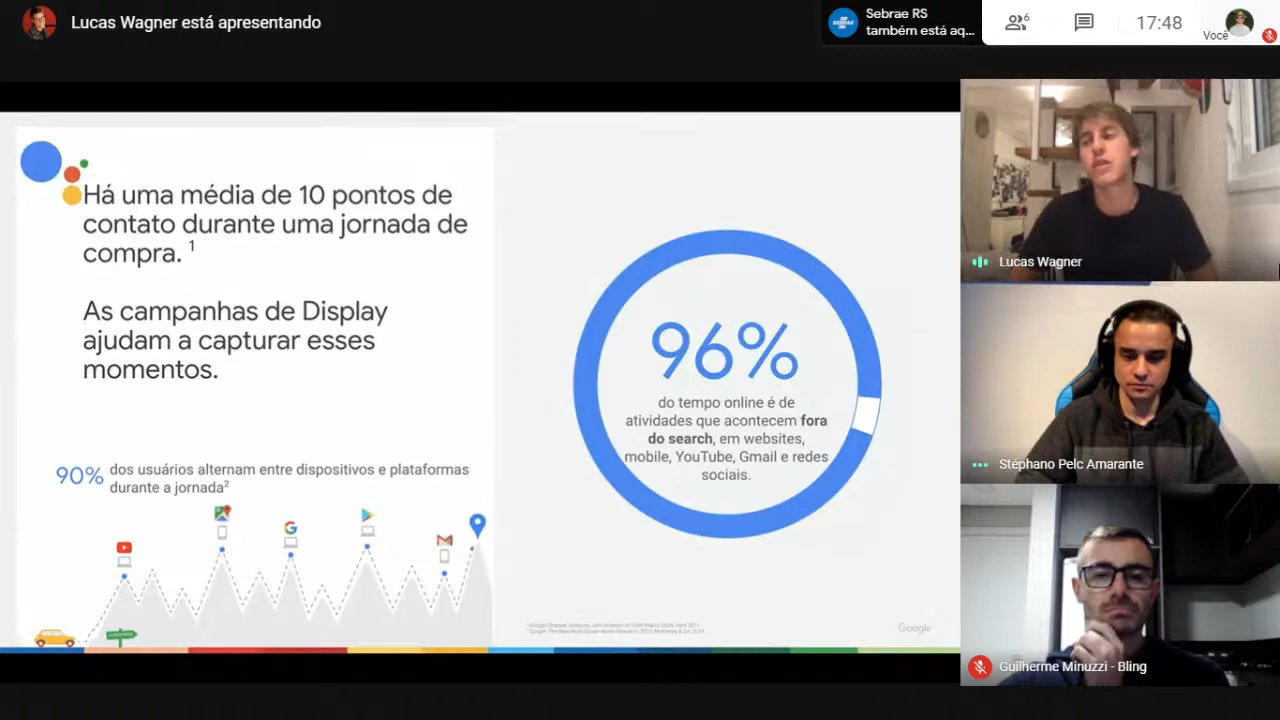 Lucas Wagner está apresentando
Sebrae RS
também está aq...
6
17:48
Você
SEBRAE
Há uma média de 10 pontos de
contato durante uma jornada de
compra. ¹
As campanhas de Display
ajudam a capturar esses
momentos.
90% dos usuários alternam entre dispositivos e plataformas
durante a jornada²
96%
do tempo online é de
atividades que acontecem fora
do search, em websites,
mobile, YouTube, Gmail e redes
sociais.
Google
Lucas Wagner
Stéphano Pelc Amarante
Guilherme Minuzzi - Bling